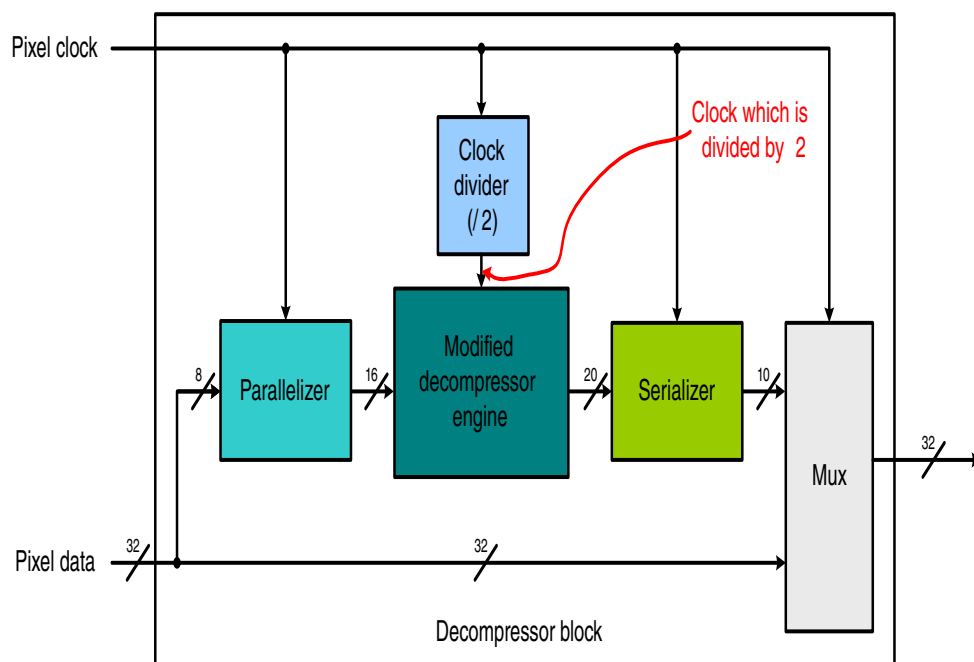 Pixel clock
Clock which is
divided by 2
Clock
divider
(/ 2)
Modified
decompressor
engine
8
Parallelizer
16
20
Serializer
10
Mux
32
Pixel data
32
32
Decompressor block